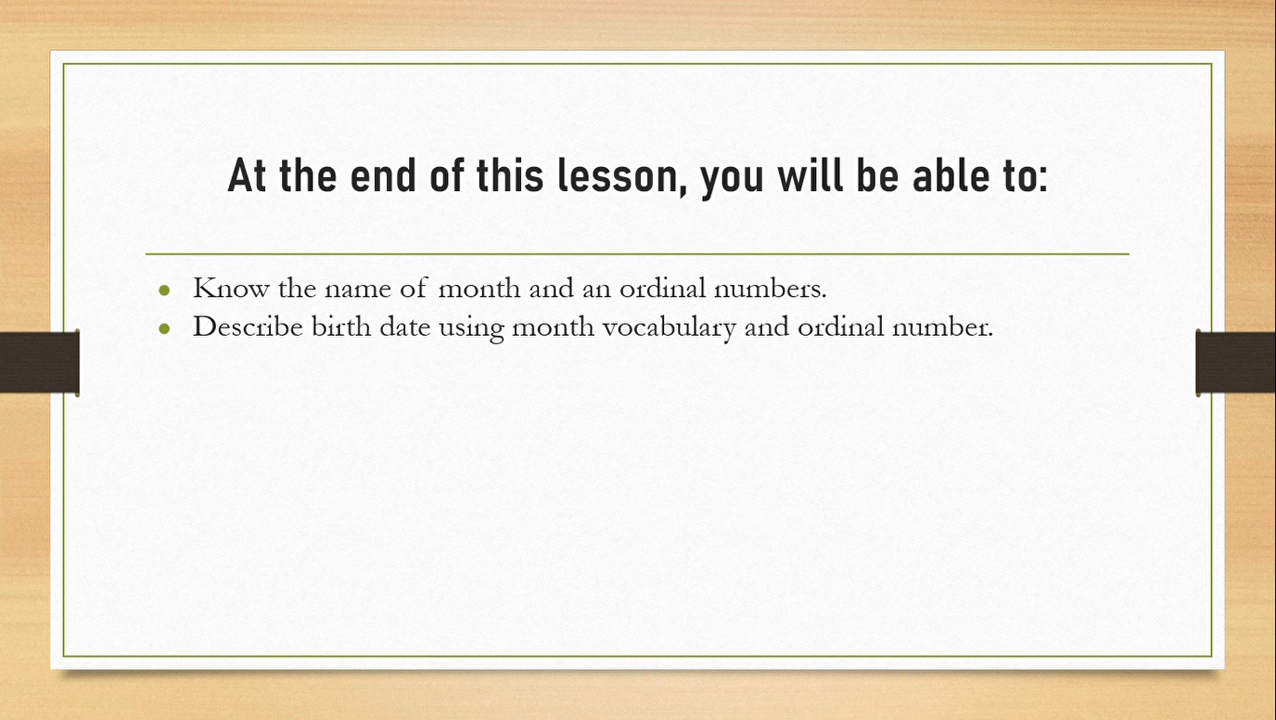 At the end of this lesson, you will be able to:
Know the name of month and an ordinal numbers.
Describe birth date using month vocabulary and ordinal number.